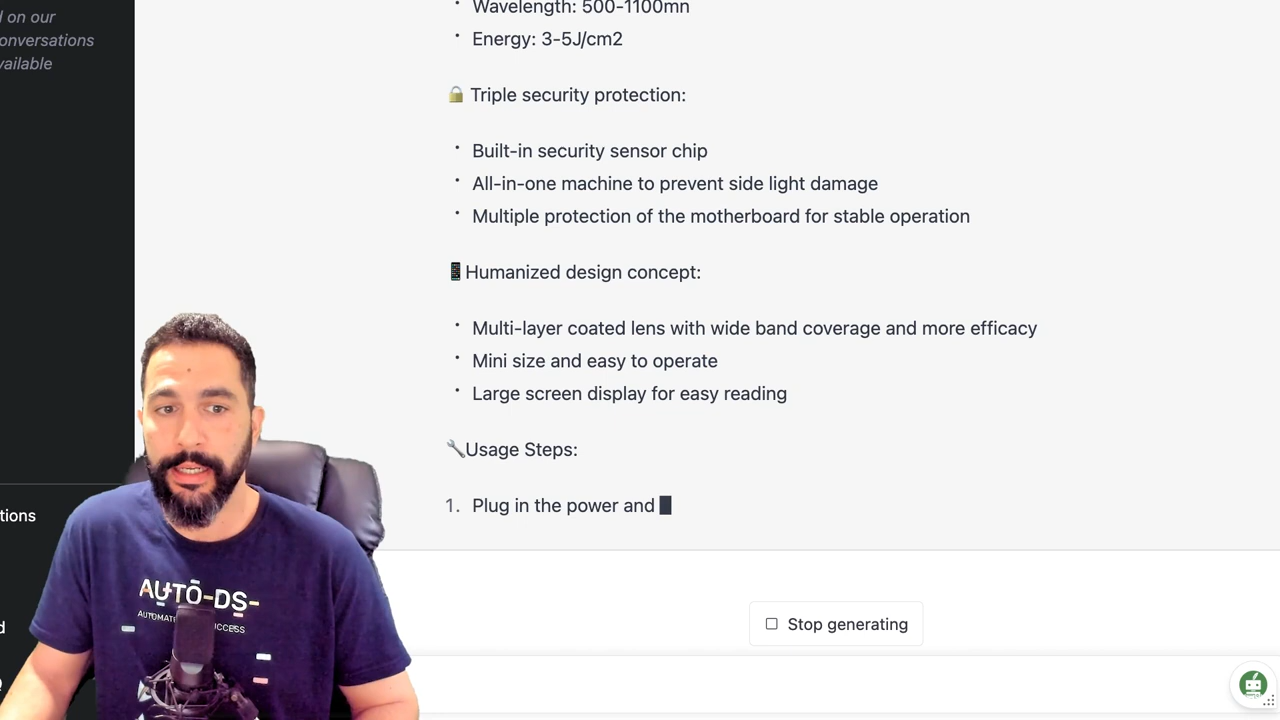 d on our
onversations
vailable
• Wavelength: 500-1100mn
• Energy: 3-5J/cm2
🔒 Triple security protection:
• Built-in security sensor chip
• All-in-one machine to prevent side light damage
• Multiple protection of the motherboard for stable operation
📱Humanized design concept:
• Multi-layer coated lens with wide band coverage and more efficacy
• Mini size and easy to operate
• Large screen display for easy reading
🔧Usage Steps:
1. Plug in the power and
tions
d
Stop generating
AUTO-DS-